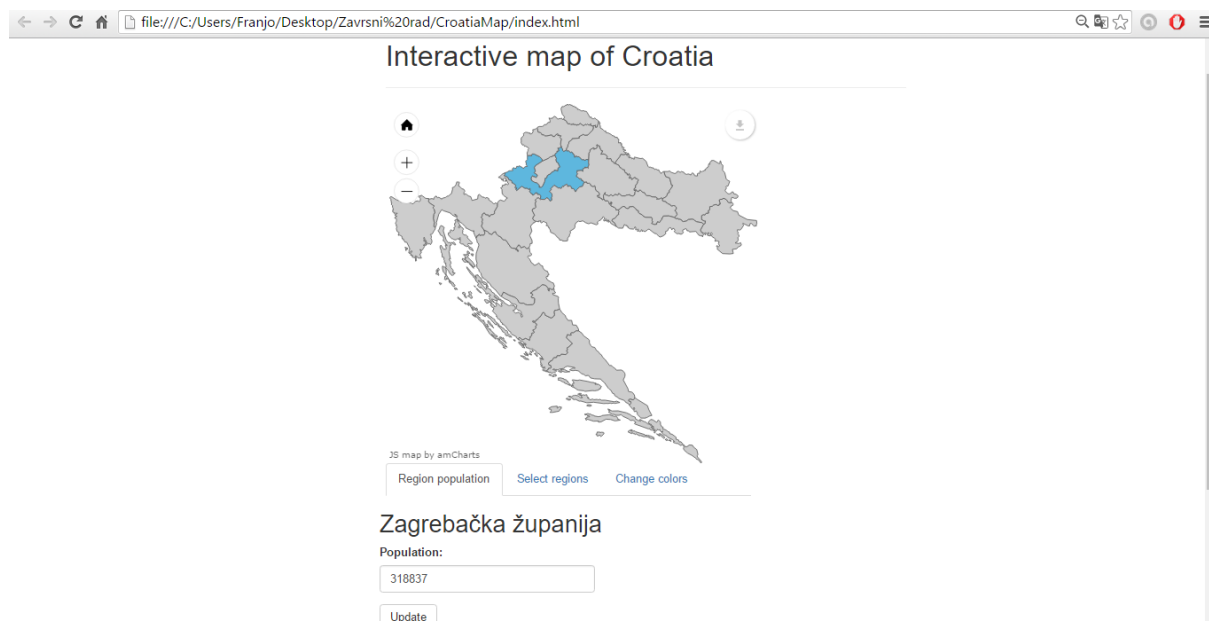 file:///C:/Users/Franjo/Desktop/Zavrsni%20rad/CroatiaMap/index.html
Interactive map of Croatia
JS map by amCharts
Region population Select regions Change colors
Zagrebačka županija
Population:
318837
Update